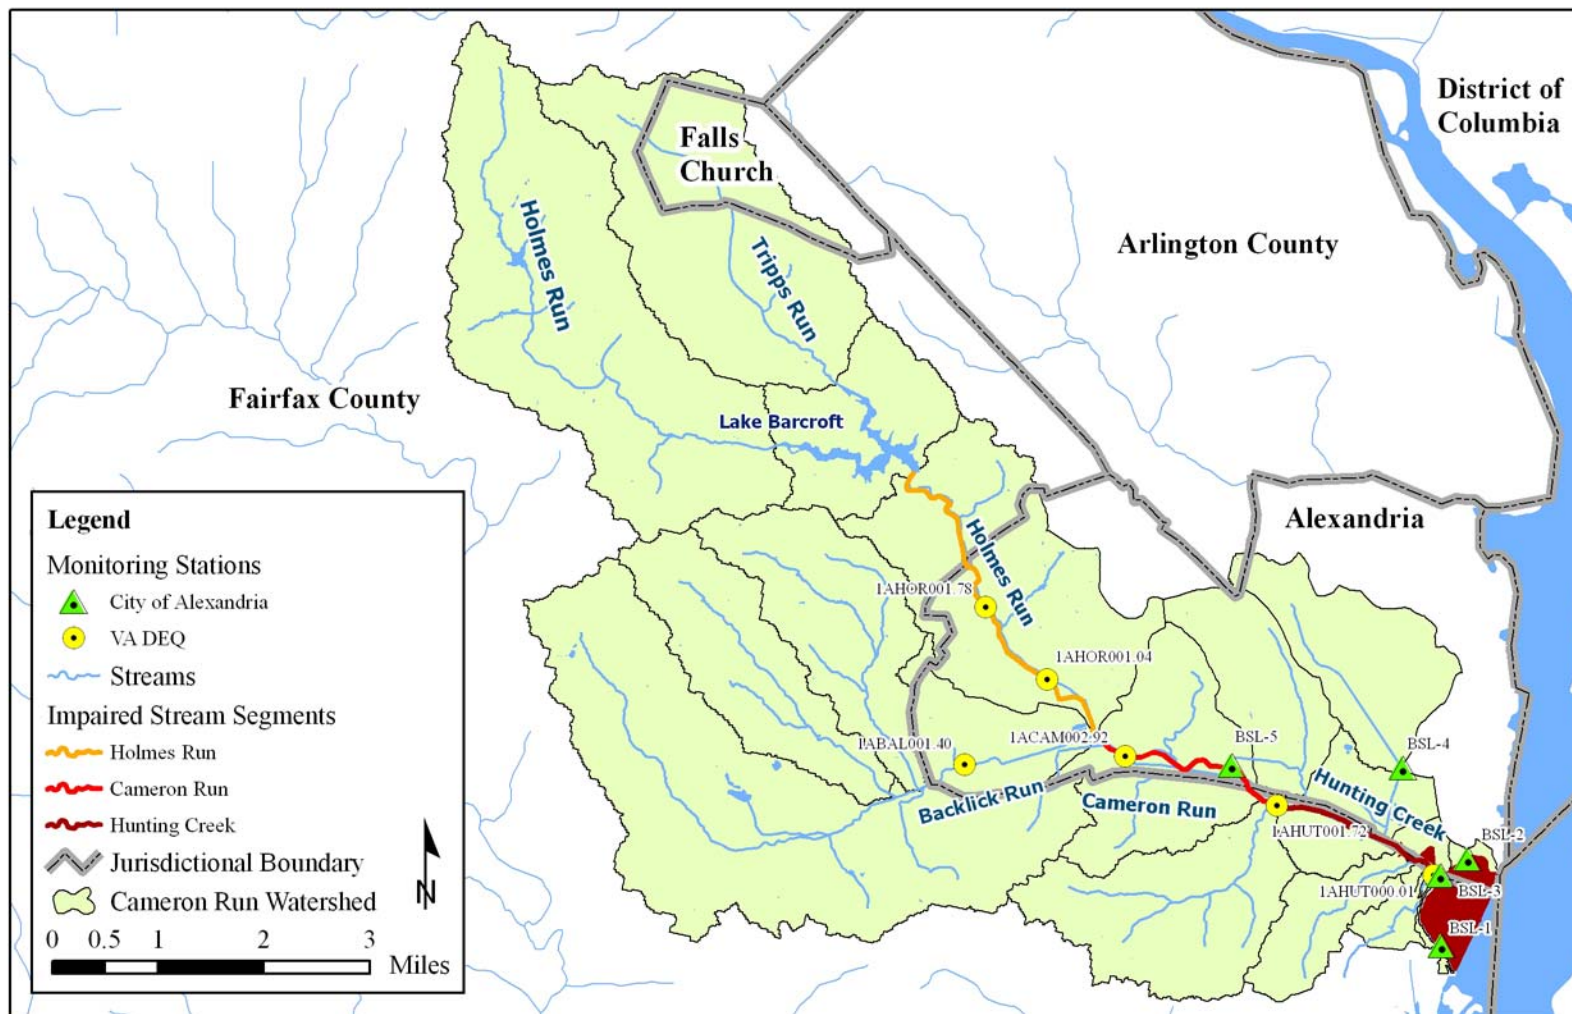 District of
Columbia
Falls
Church
Arlington County
Holmes Run
Tripps Run
Fairfax County
Lake Barcroft
Alexandria
Holmes Run
1AHOR001.78
1AHOR001.04
1ABAL001.40
1ACAM002.92
BSL-5
BSL-4
Backlick Run
Cameron Run
Hunting Creek
1AHUT001.72
BSL-2
1AHUT000.01
BSL-3
BSL-1
Legend
Monitoring Stations
City of Alexandria
VA DEQ
Streams
Impaired Stream Segments
Holmes Run
Cameron Run
Hunting Creek
Jurisdictional Boundary
Cameron Run Watershed
N
0 0.5 1 2 3
Miles